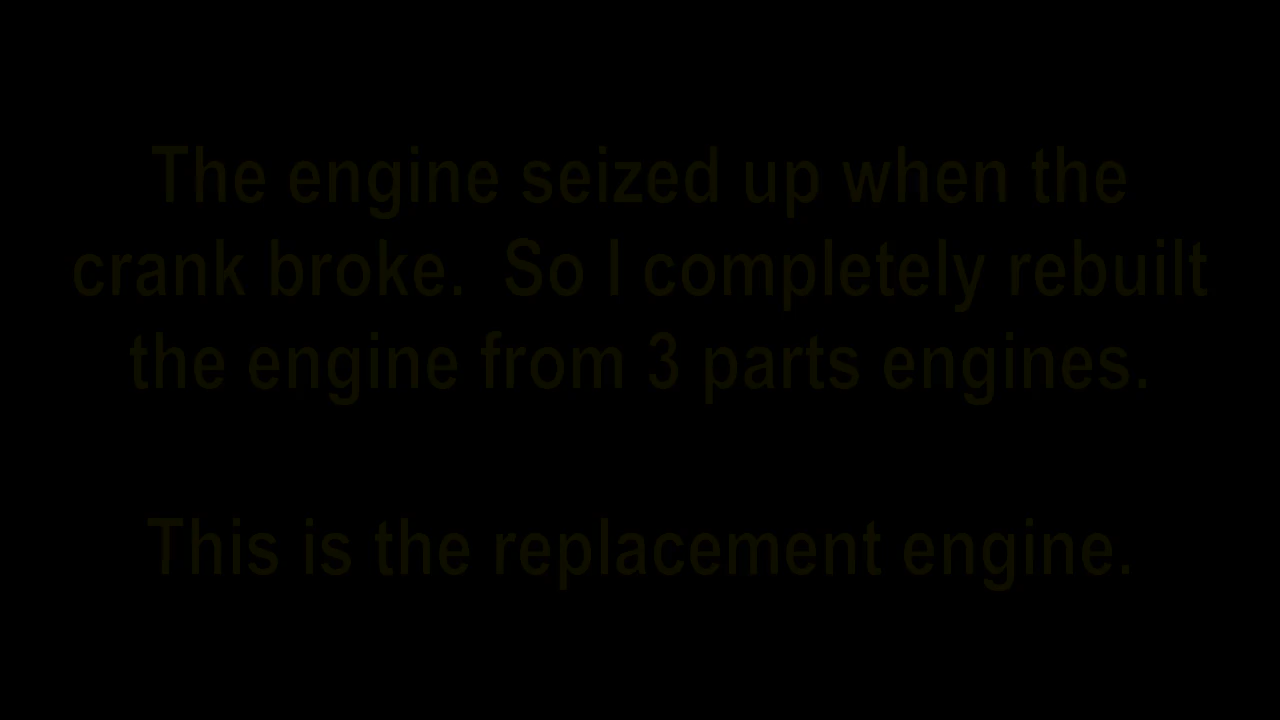 The engine seized up when the
crank broke.  So I completely rebuilt
the engine from 3 parts engines.
This is the replacement engine.